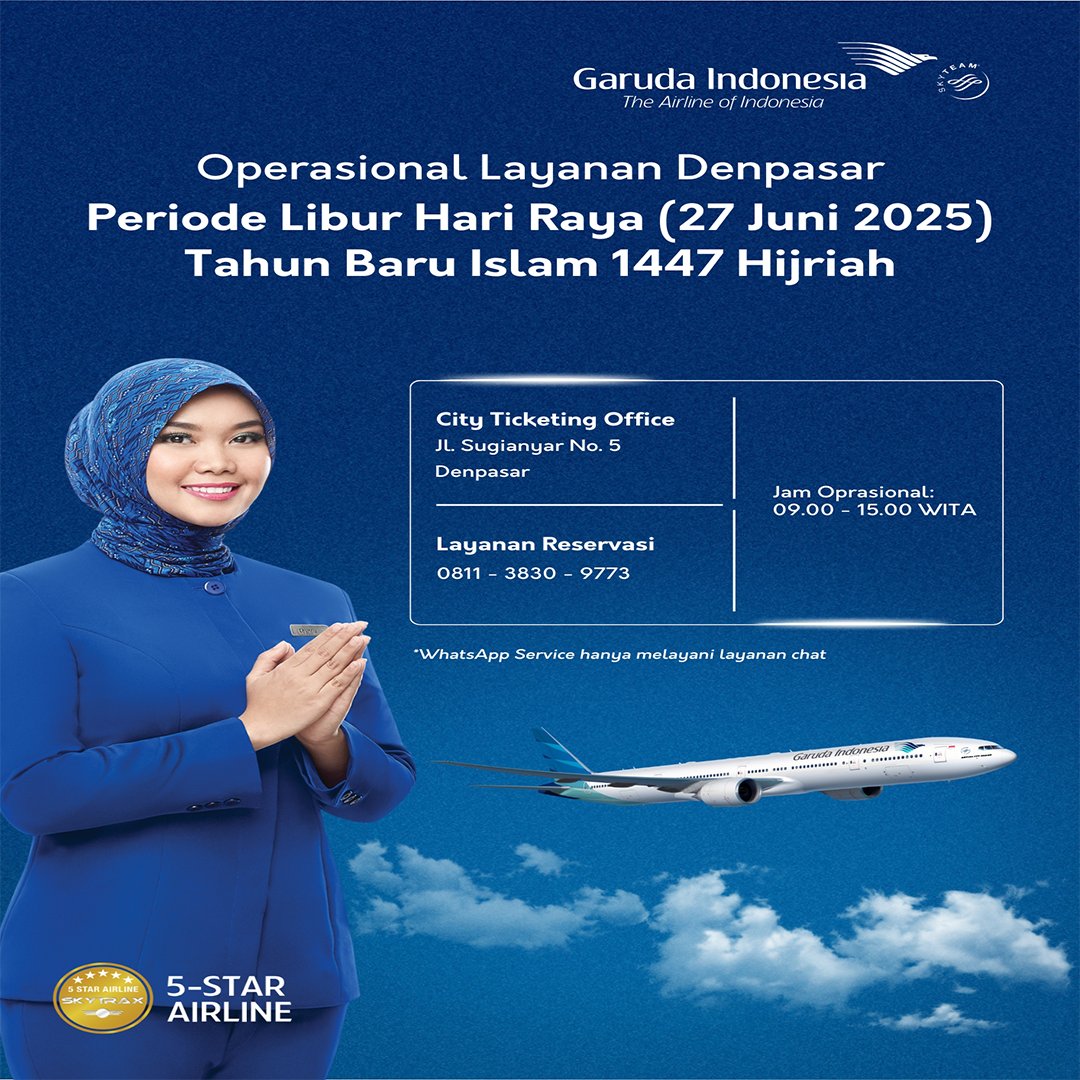 Garuda Indonesia
The Airline of Indonesia
SKYTEAM
Operasional Layanan Denpasar
Periode Libur Hari Raya (27 Juni 2025)
Tahun Baru Islam 1447 Hijriah
City Ticketing Office
Jl. Sugianyar No. 5
Denpasar
Layanan Reservasi
0811 - 3830 - 9773
Jam Oprasional:
09.00 - 15.00 WITA
*WhatsApp Service hanya melayani layanan chat
Garuda Indonesia
5 STAR AIRLINE
SKYTRAX
5-STAR
AIRLINE